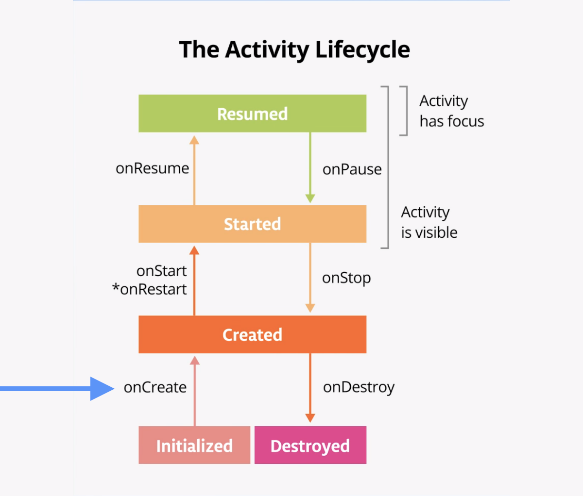 The Activity Lifecycle
Resumed
Activity
has focus
onResume
onPause
Started
Activity
is visible
onStart
*onRestart
onStop
Created
onCreate
onDestroy
Initialized
Destroyed